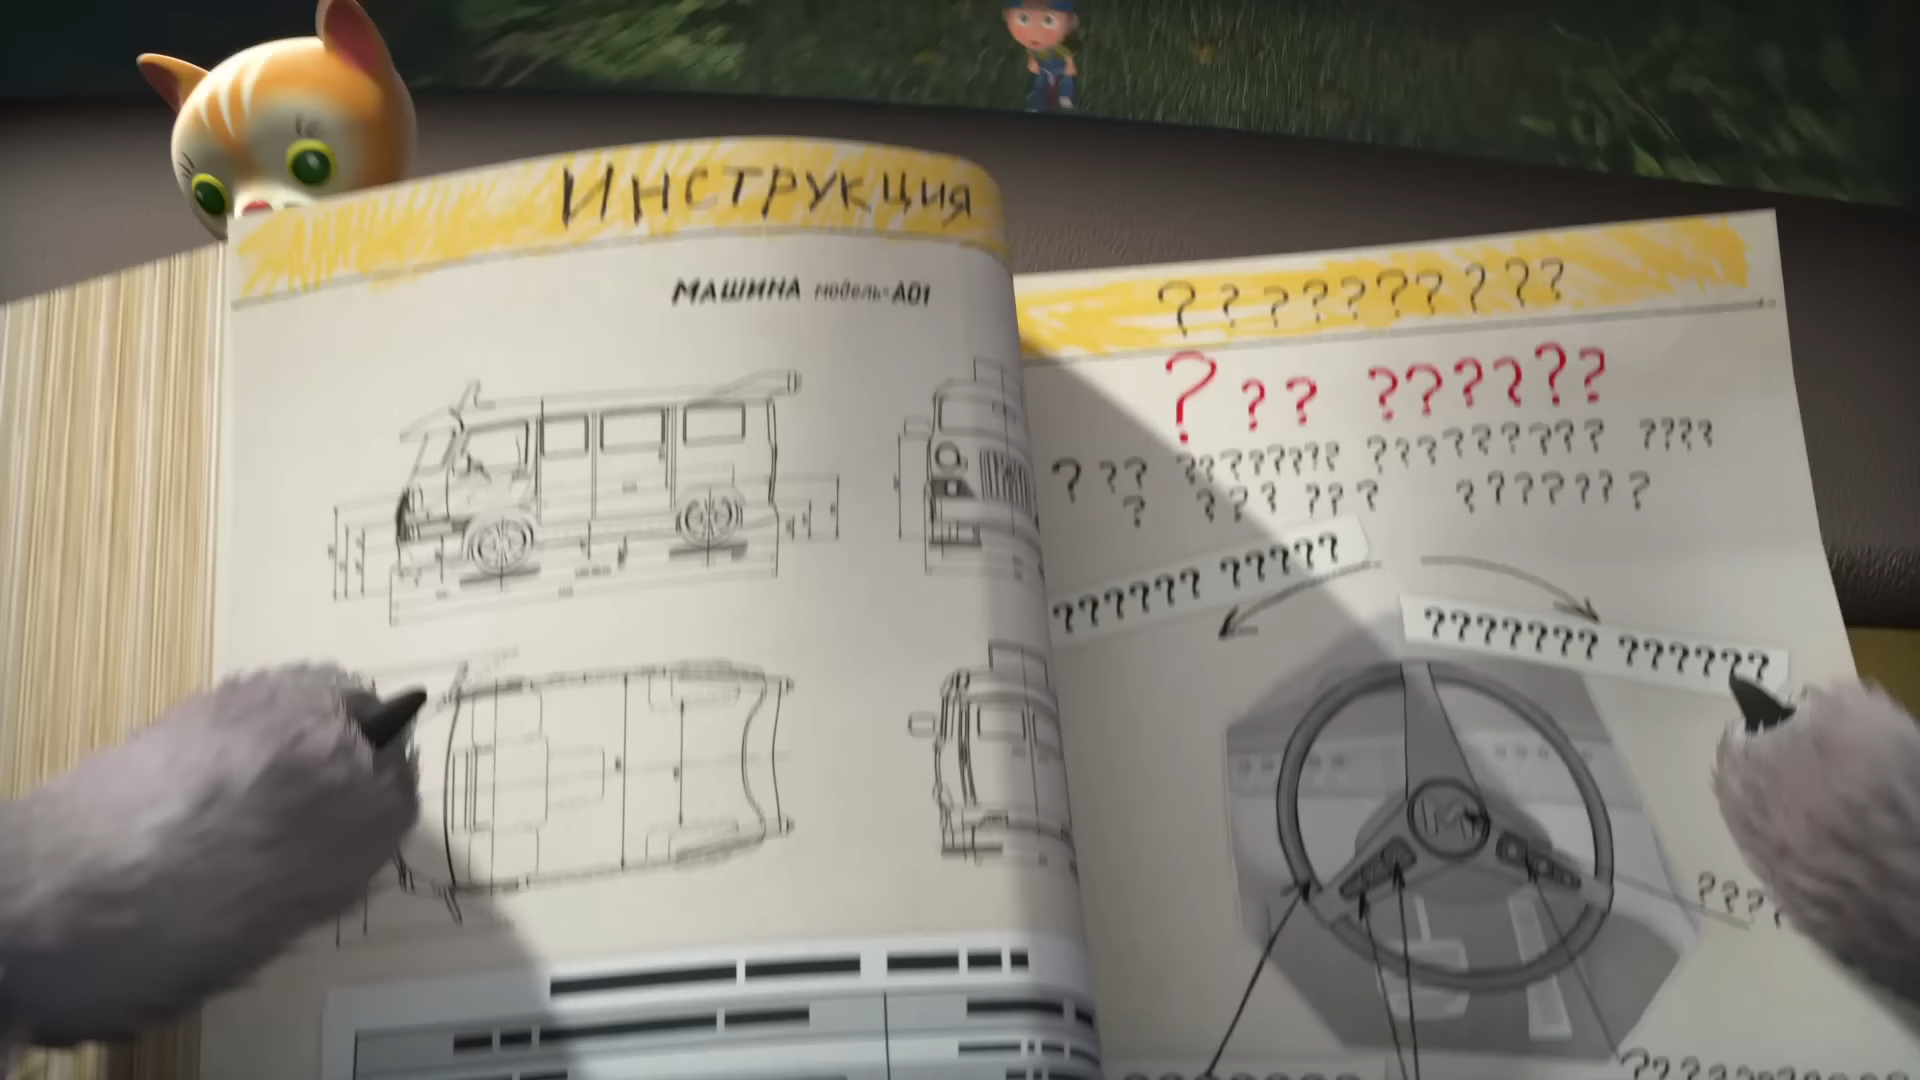 Инструкция
МАШИНА модель-А01
?????????
??? ??????
??? ??????? ????????? ????
? ??? ??? ??????
?????? ?????
??????? ??????
М